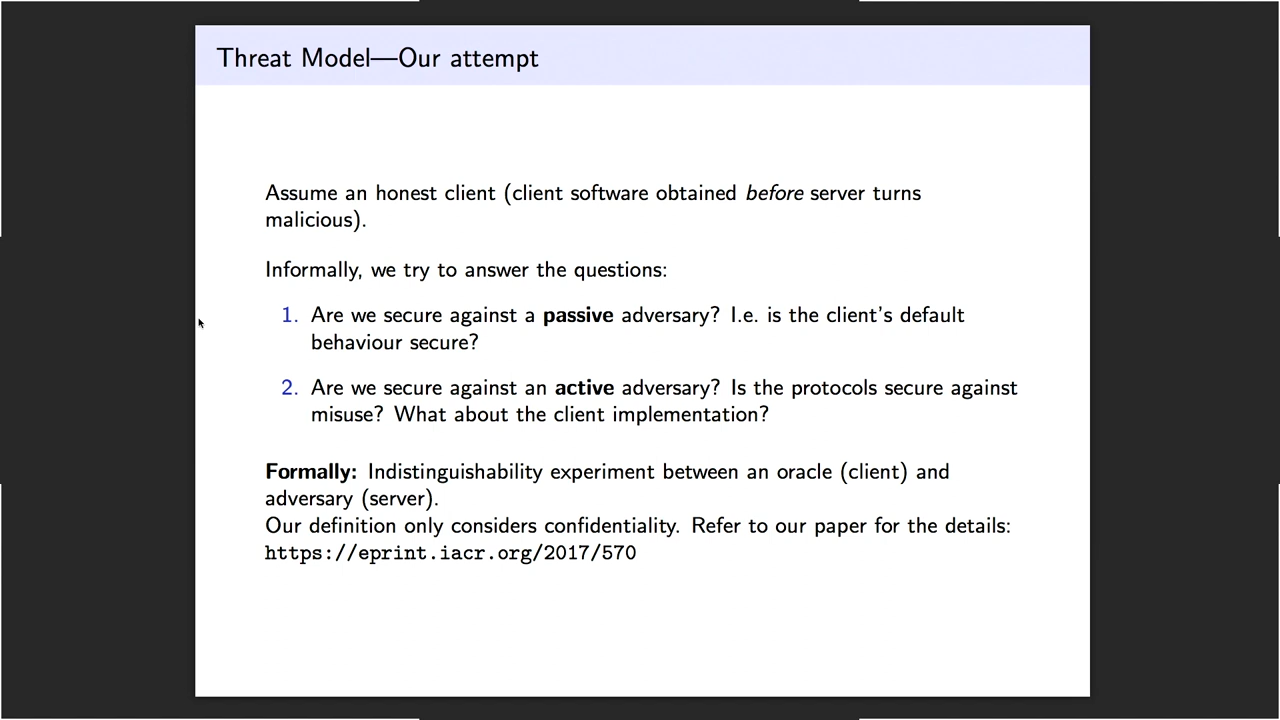 Threat Model—Our attempt
Assume an honest client (client software obtained before server turns
malicious).
Informally, we try to answer the questions:
1. Are we secure against a passive adversary? I.e. is the client's default
behaviour secure?
2. Are we secure against an active adversary? Is the protocols secure against
misuse? What about the client implementation?
Formally: Indistinguishability experiment between an oracle (client) and
adversary (server).
Our definition only considers confidentiality. Refer to our paper for the details:
https://eprint.iacr.org/2017/570